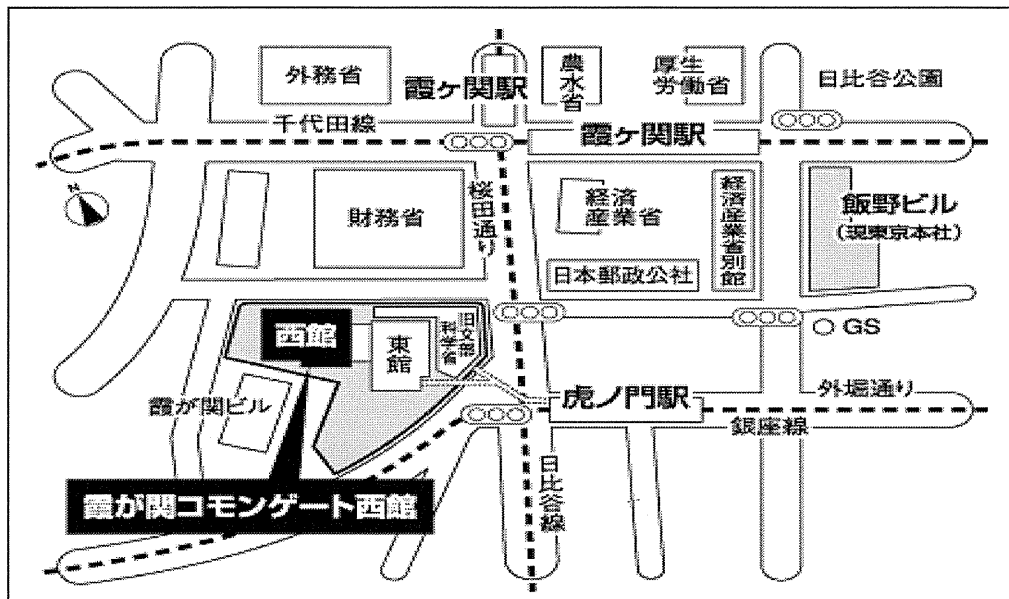 外務省
霞ヶ関駅
農水省
厚生
労働省
日比谷公園
千代田線
霞ヶ関駅
N
財務省
桜田通り
経済
産業省
経済産業省別館
飯野ビル
(現東京本社)
日本郵政公社
西館
東館
旧文部
科学省
GS
霞が関ビル
虎ノ門駅
外堀通り
銀座線
日比谷線
霞が関コモンゲート西館